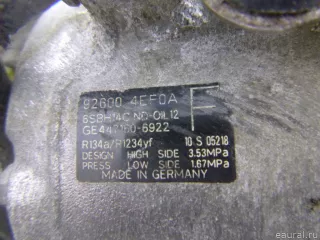 92600 4EF0A
F
6SBH14C ND-OIL12
GE447160-6922
R134a/R1234yf
10 S 05218
DESIGN HIGH SIDE 3.53MPa
PRESS LOW SIDE 1.67MPa
MADE IN GERMANY
© eaural.ru